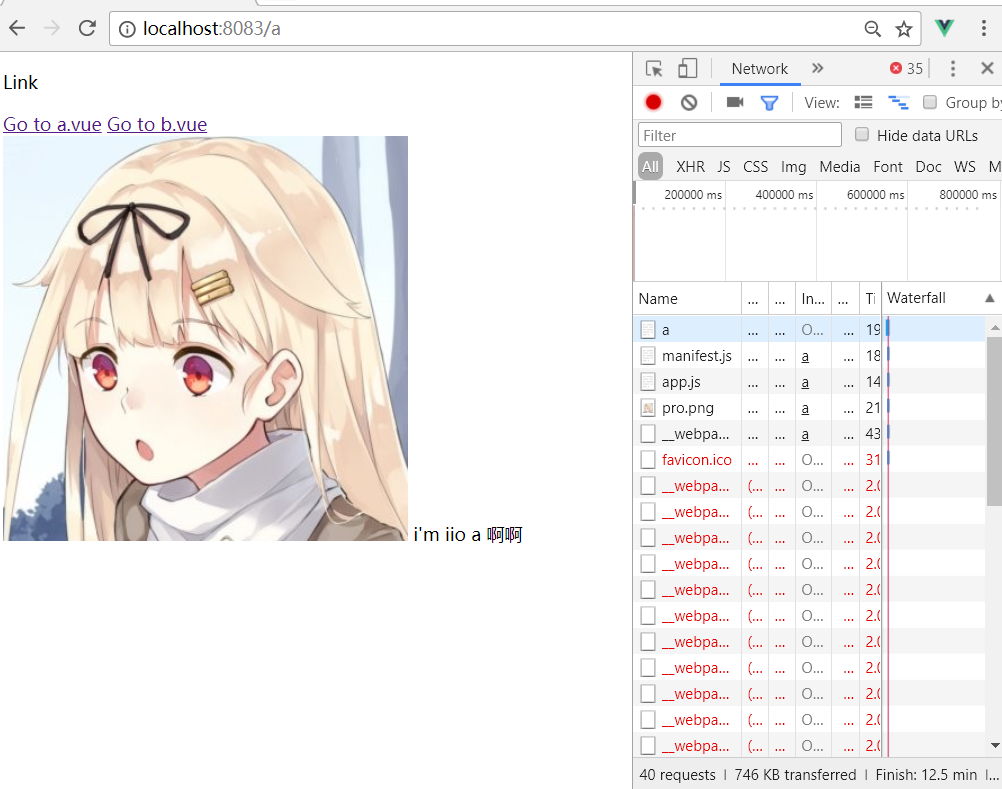 localhost:8083/a
Link
Go to a.vue Go to b.vue
i'm iio a 啊啊
Network » 35
View: Group by
Filter Hide data URLs
All XHR JS CSS Img Media Font Doc WS M
200000 ms 400000 ms 600000 ms 800000 ms
Name ... ... In... ... Ti Waterfall
a ... ... O... ... 19
manifest.js ... ... a ... 18
app.js ... ... a ... 14
pro.png ... ... a ... 21
__webpa... ... ... a ... 43
favicon.ico ... ... O... ... 31
__webpa... (... ... O... ... 2.0
__webpa... (... ... O... ... 2.0
__webpa... (... ... O... ... 2.0
__webpa... (... ... O... ... 2.0
__webpa... (... ... O... ... 2.0
__webpa... (... ... O... ... 2.0
__webpa... (... ... O... ... 2.0
__webpa... (... ... O... ... 2.0
__webpa... (... ... O... ... 2.0
__webpa... (... ... O... ... 2.0
__webpa... (... ... O... ... 2.0
40 requests | 746 KB transferred | Finish: 12.5 min | ...